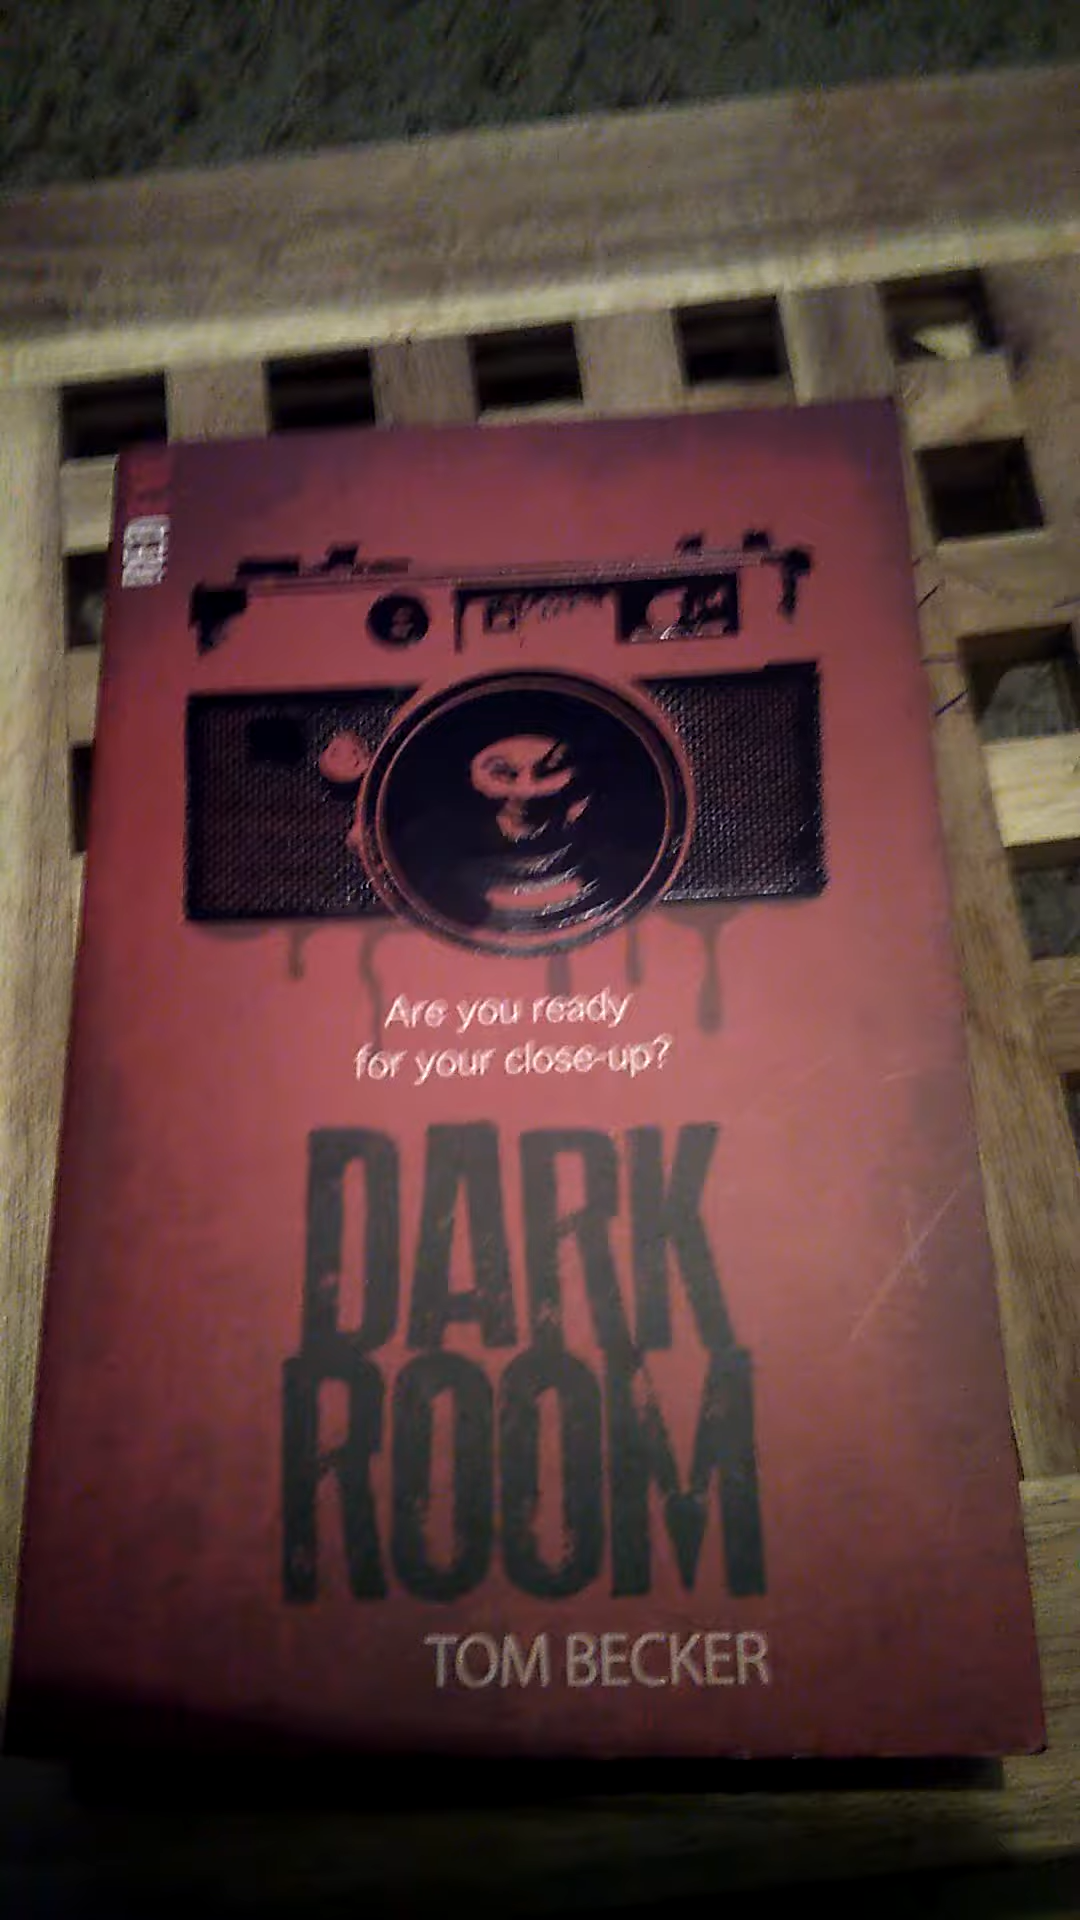 Are you ready
for your close-up?
DARK
ROOM
TOM BECKER